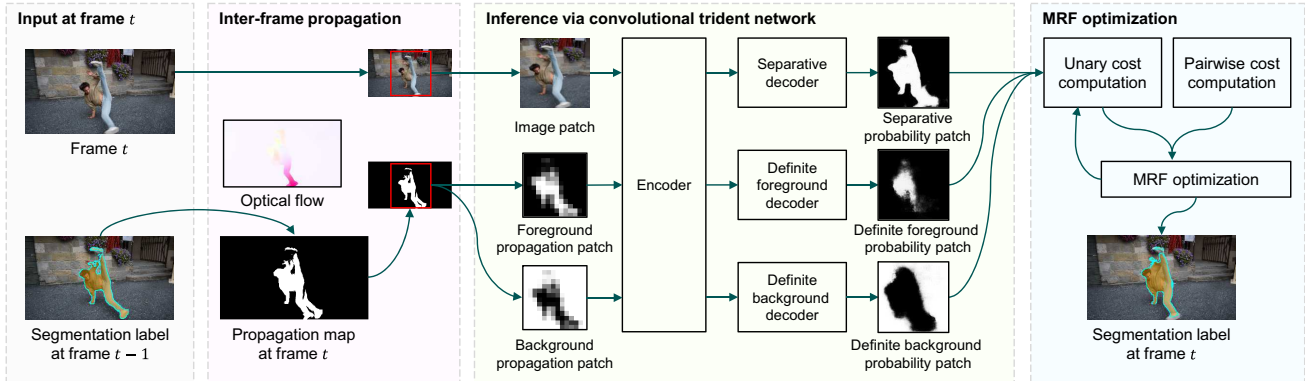 Input at frame t
Frame t
Segmentation label
at frame t − 1
Inter-frame propagation
Optical flow
Propagation map
at frame t
Inference via convolutional trident network
Image patch
Foreground
propagation patch
Background
propagation patch
Encoder
Separative
decoder
Definite
foreground
decoder
Definite
background
decoder
Separative
probability patch
Definite foreground
probability patch
Definite background
probability patch
MRF optimization
Unary cost
computation
Pairwise cost
computation
MRF optimization
Segmentation label
at frame t